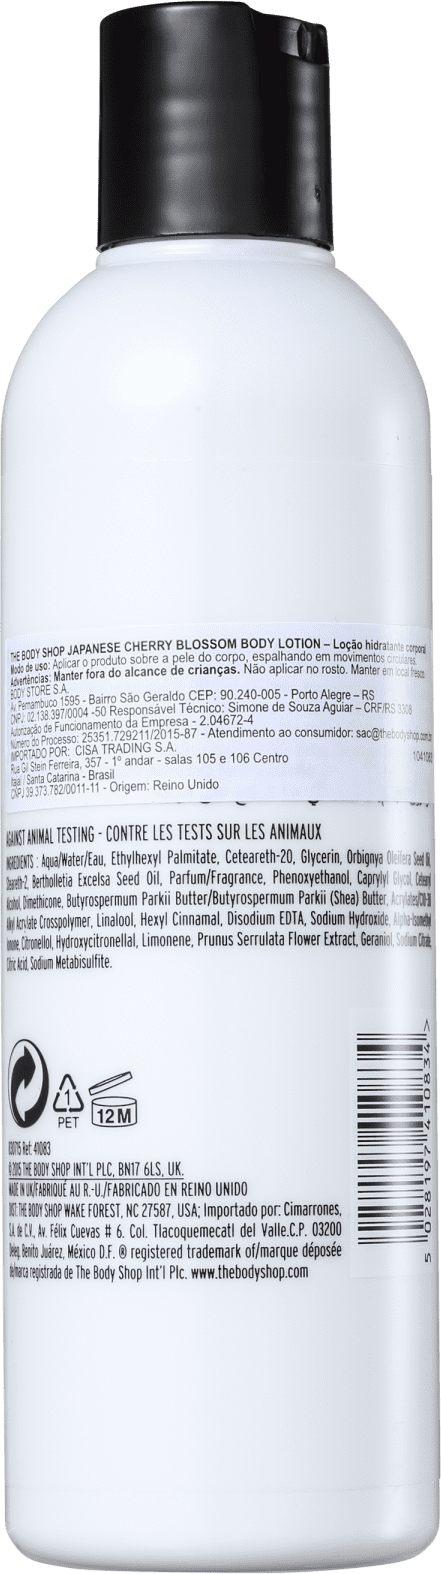 THE BODY SHOP JAPANESE CHERRY BLOSSOM BODY LOTION – Loção hidratante corporal
Modo de uso: Aplicar o produto sobre a pele do corpo, espalhando em movimentos circulares.
Advertências: Manter fora do alcance de crianças. Não aplicar no rosto. Manter em local fresco.
BODY STORE S.A.
Av. Pernambuco 1595 - Bairro São Geraldo CEP: 90.240-005 - Porto Alegre – RS
CNPJ: 02.138.397/0004 -50 Responsável Técnico: Simone de Souza Aguiar – CRF/RS 3308
Autorização de Funcionamento da Empresa - 2.04672-4
Número do Processo: 25351.729211/2015-87 - Atendimento ao consumidor: sac@thebodyshop.com.br
IMPORTADO POR: CISA TRADING S.A.
Rua Gil Stein Ferreira, 357 - 1º andar - salas 105 e 106 Centro
Itajaí / Santa Catarina - Brasil
CNPJ .39.373.782/0011-11 - Origem: Reino Unido
AGAINST ANIMAL TESTING - CONTRE LES TESTS SUR LES ANIMAUX
INGREDIENTS : Aqua/Water/Eau, Ethylhexyl Palmitate, Ceteareth-20, Glycerin, Orbignya Oleifera Seed Oil,
Steareth-2, Bertholletia Excelsa Seed Oil, Parfum/Fragrance, Phenoxyethanol, Caprylyl Glycol, Cetearyl
Alcohol, Dimethicone, Butyrospermum Parkii Butter/Butyrospermum Parkii (Shea) Butter, Acrylates/C10-30
Alkyl Acrylate Crosspolymer, Linalool, Hexyl Cinnamal, Disodium EDTA, Sodium Hydroxide, Alpha-Isomethyl
Ionone, Citronellol, Hydroxycitronellal, Limonene, Prunus Serrulata Flower Extract, Geraniol, Sodium Citrate,
Citric Acid, Sodium Metabisulfite.
1
PET
12 M
030715 Ref: 41083
© 2015 THE BODY SHOP INT'L PLC, BN17 6LS, UK.
MADE IN UK/FABRIQUÉ AU R.-U./FABRICADO EN REINO UNIDO
DIST. THE BODY SHOP WAKE FOREST, NC 27587, USA; Importado por: Cimarrones,
S.A. de C.V., Av. Félix Cuevas # 6. Col. Tlacoquemecatl del Valle.C.P. 03200
Deleg. Benito Juárez, México D.F. ® registered trademark of/marque déposée
de/marca registrada de The Body Shop Int'l Plc. www.thebodyshop.com
5 028197 410834 >